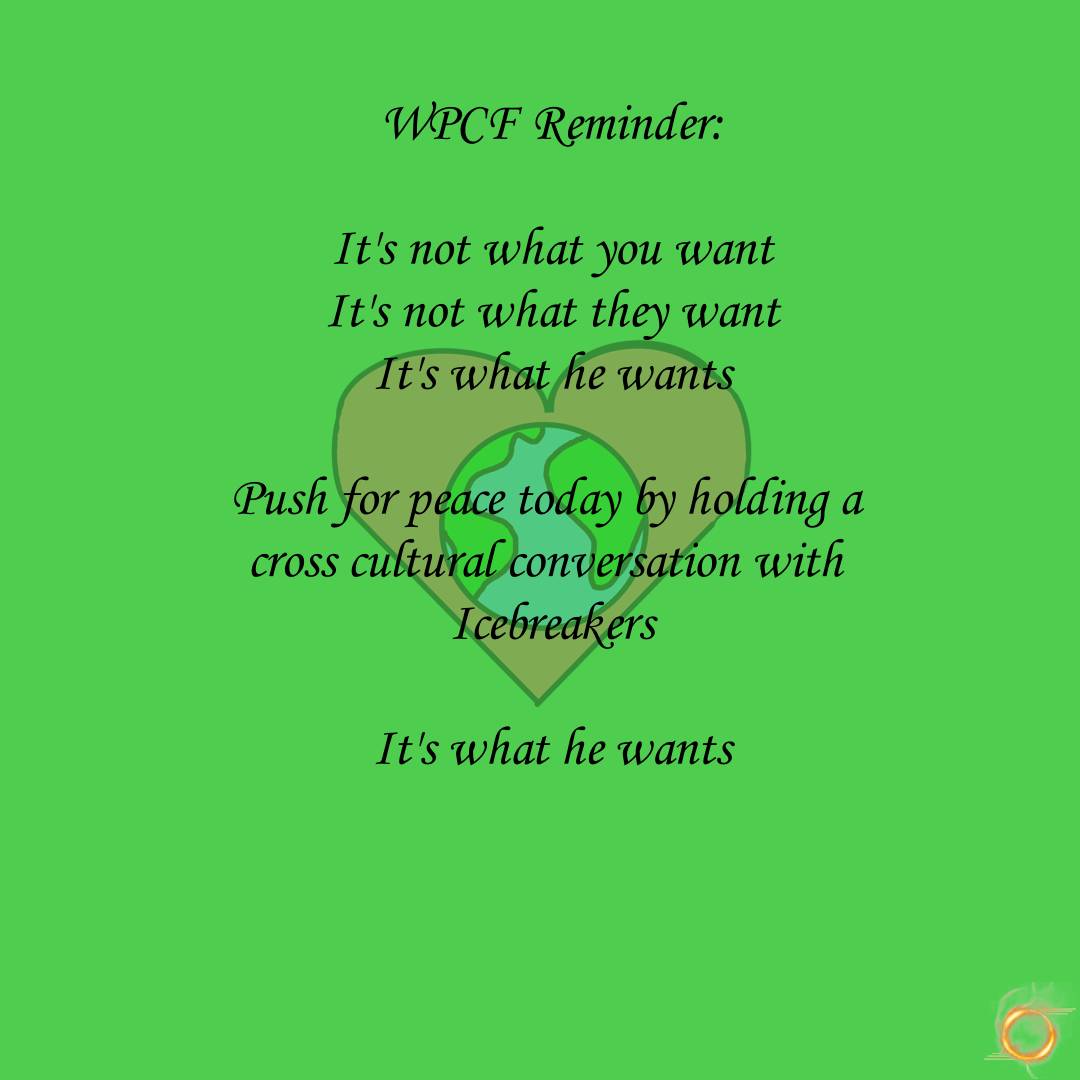 WPCF Reminder:
It's not what you want
It's not what they want
It's what he wants
Push for peace today by holding a
cross cultural conversation with
Icebreakers
It's what he wants